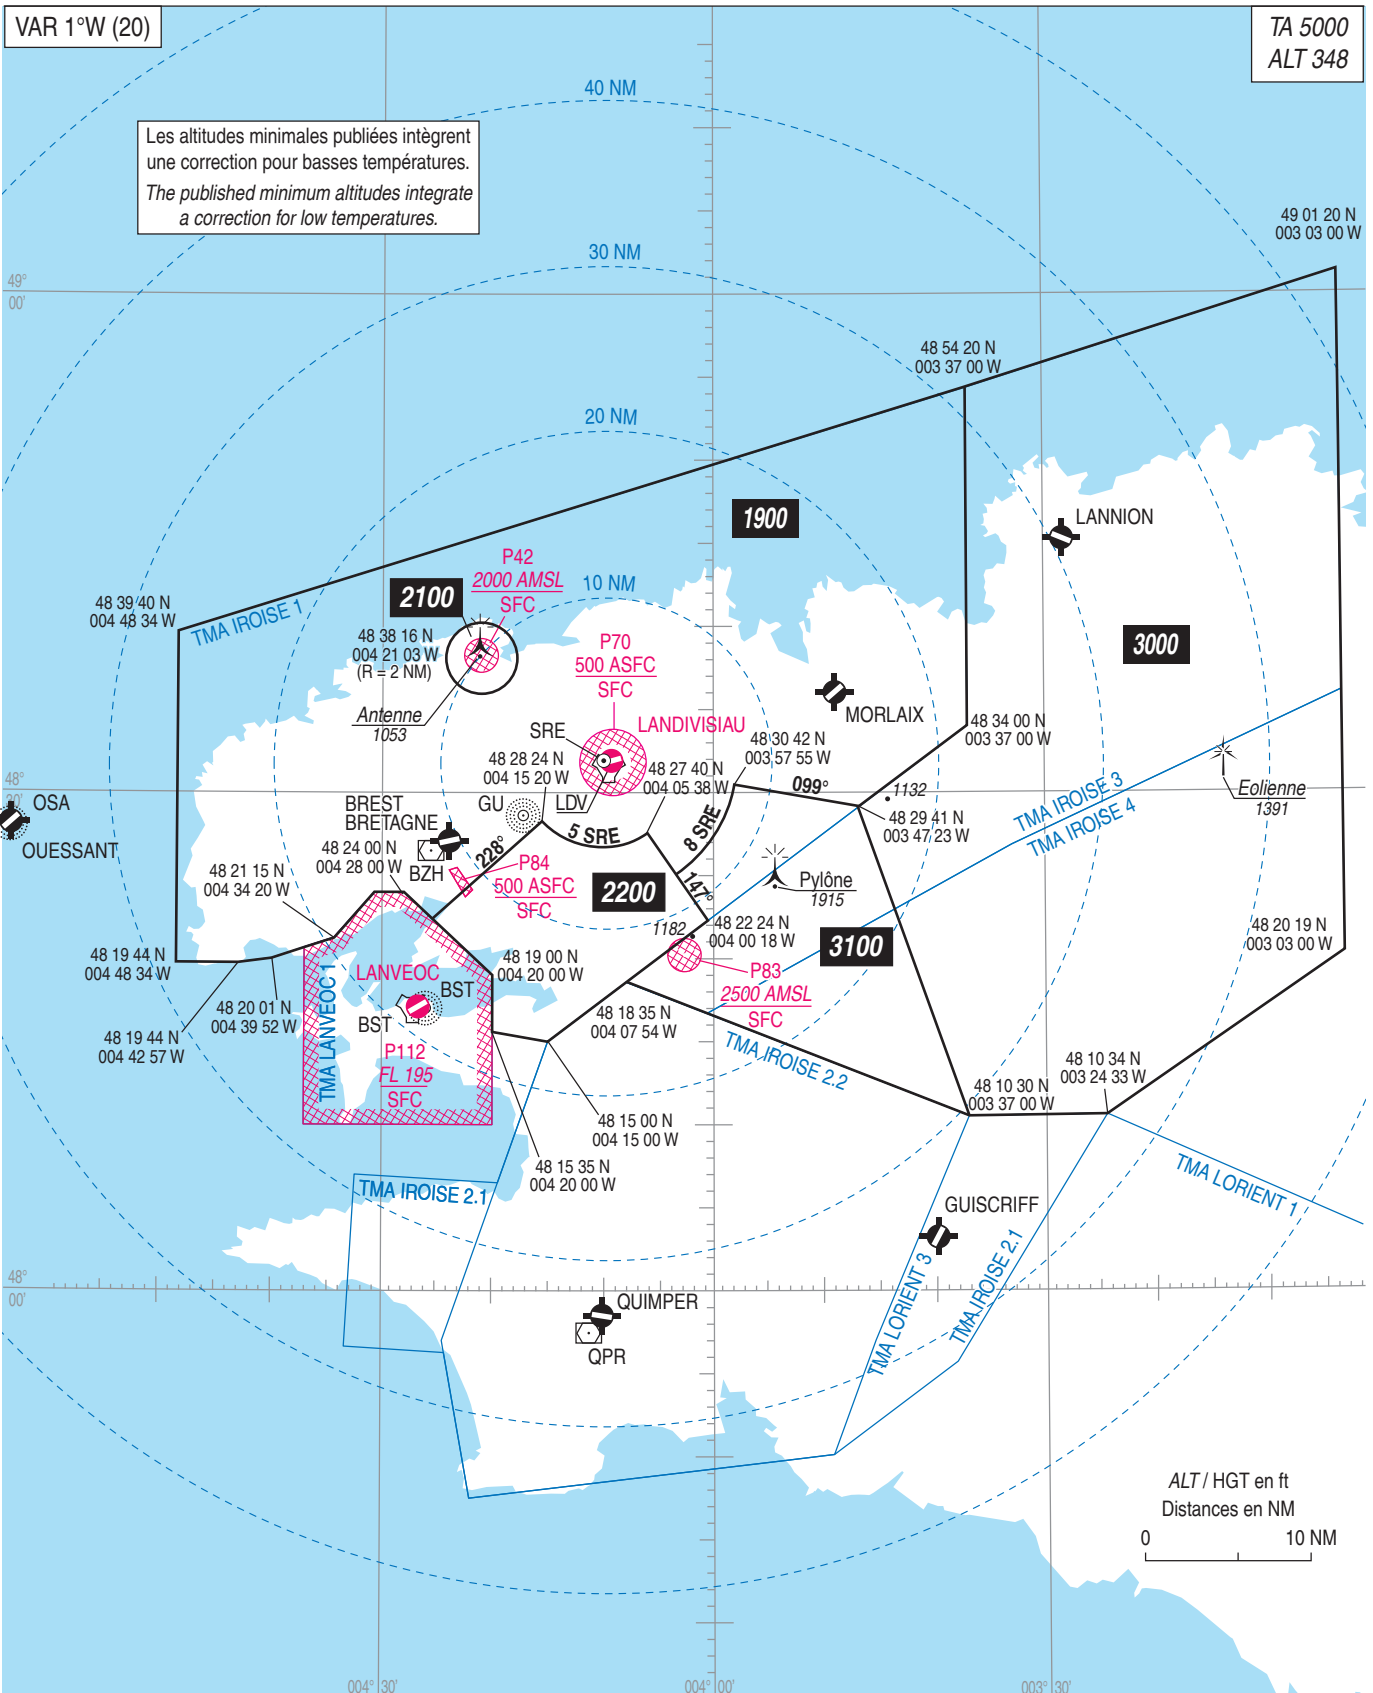 VAR 1°W (20)
TA 5000
ALT 348
40 NM
Les altitudes minimales publiées intègrent
une correction pour basses températures.
The published minimum altitudes integrate
a correction for low temperatures.
49 01 20 N
003 03 00 W
30 NM
49°
00'
48 54 20 N
003 37 00 W
20 NM
1900
LANNION
P42
2000 AMSL
SFC
10 NM
2100
48 39 40 N
004 48 34 W
TMA IROISE 1
48 38 16 N
004 21 03 W
(R = 2 NM)
P70
500 ASFC
SFC
3000
Antenne
1053
LANDIVISIAU
MORLAIX
48 34 00 N
003 37 00 W
SRE
48 30 42 N
003 57 55 W
48 28 24 N
004 15 20 W
48 27 40 N
004 05 38 W
099°
48°
20'
OSA
OUESSANT
BREST
BRETAGNE
GU
LDV
5 SRE
8 SRE
1132
TMA IROISE 3
TMA IROISE 4
Eolienne
1391
48 29 41 N
003 47 23 W
48 24 00 N
004 28 00 W
BZH
228°
P84
500 ASFC
SFC
2200
147°
Pylône
1915
48 21 15 N
004 34 20 W
1182
48 22 24 N
004 00 18 W
3100
48 20 19 N
003 03 00 W
48 19 44 N
004 48 34 W
48 19 00 N
004 20 00 W
LANVEOC
BST
BST
P83
2500 AMSL
SFC
48 20 01 N
004 39 52 W
48 19 44 N
004 42 57 W
TMA LANVEOC 1
48 18 35 N
004 07 54 W
P112
FL 195
SFC
TMA IROISE 2.2
48 10 34 N
003 24 33 W
48 10 30 N
003 37 00 W
48 15 00 N
004 15 00 W
48 15 35 N
004 20 00 W
TMA IROISE 2.1
TMA LORIENT 1
GUISCRIFF
TMA LORIENT 3
TMA IROISE 2.1
48°
00'
QUIMPER
QPR
ALT / HGT en ft
Distances en NM
0 10 NM
004° 30'
004° 00'
003° 30'